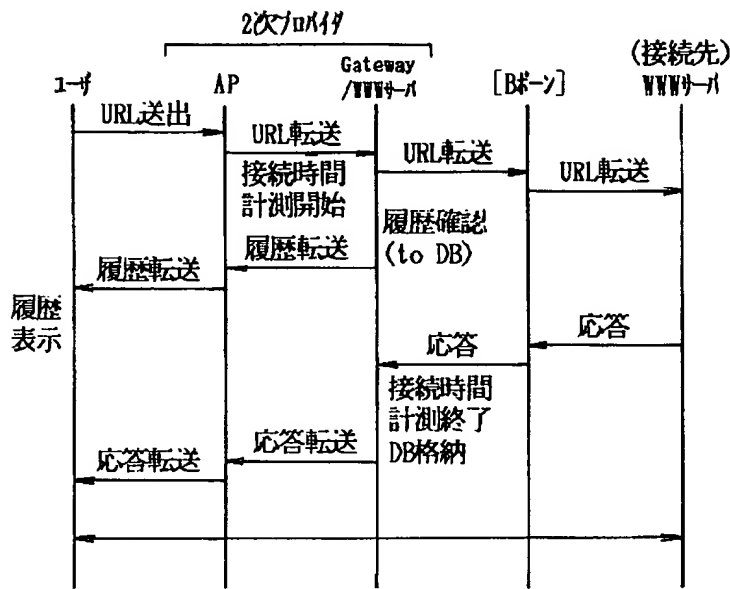 2次プロバイダ
ユーザ
AP
Gateway
/WWWサーバ
[Bボーン]
(接続先)
WWWサーバ
URL送出
URL転送
接続時間
計測開始
URL転送
URL転送
履歴確認
(to DB)
履歴転送
履歴転送
履歴
表示
応答
応答
接続時間
計測終了
DB格納
応答転送
応答転送